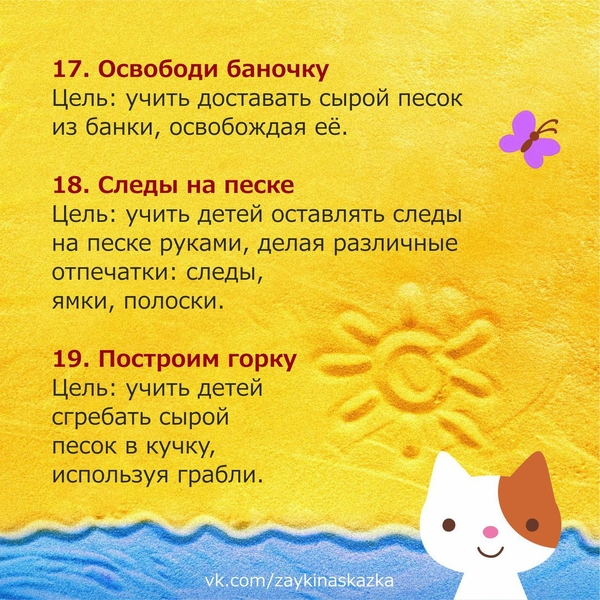 17. Освободи баночку
Цель: учить доставать сырой песок
из банки, освобождая её.
18. Следы на песке
Цель: учить детей оставлять следы
на песке руками, делая различные
отпечатки: следы,
ямки, полоски.
19. Построим горку
Цель: учить детей
сгребать сырой
песок в кучку,
используя грабли.
vk.com/zaykinaskazka